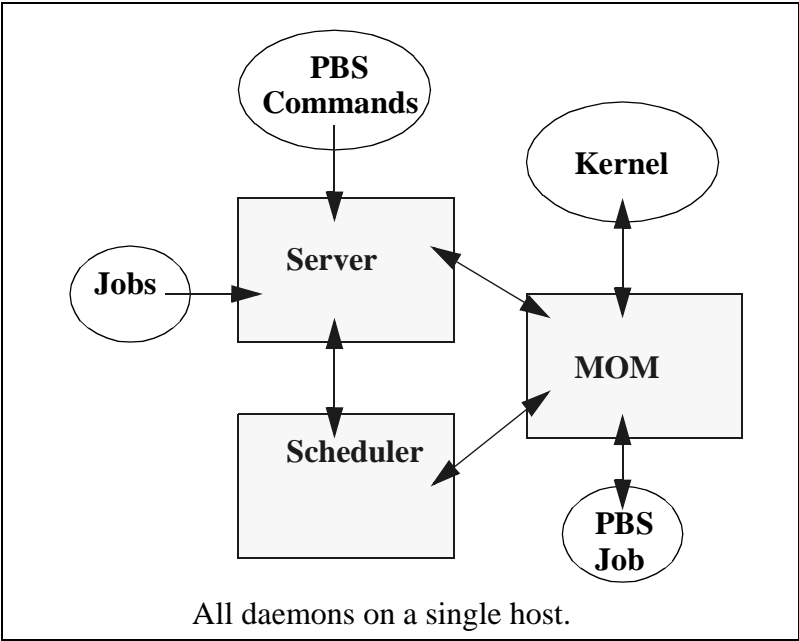 PBS
Commands
Kernel
Server
Jobs
MOM
Scheduler
PBS
Job
All daemons on a single host.